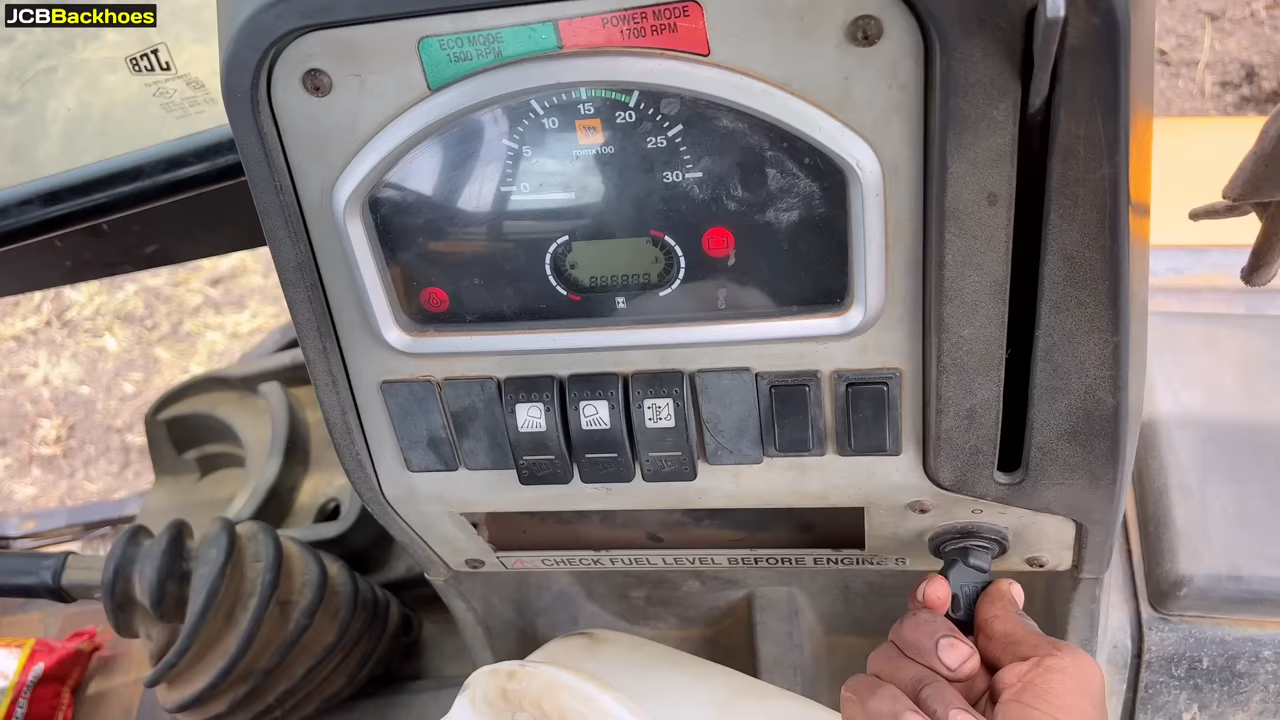 JCBBackhoes
JCB
ECO MODE
1500 RPM
POWER MODE
1700 RPM
0
5
10
15
20
25
30
rpmx100
CHECK FUEL LEVEL BEFORE ENGINE S